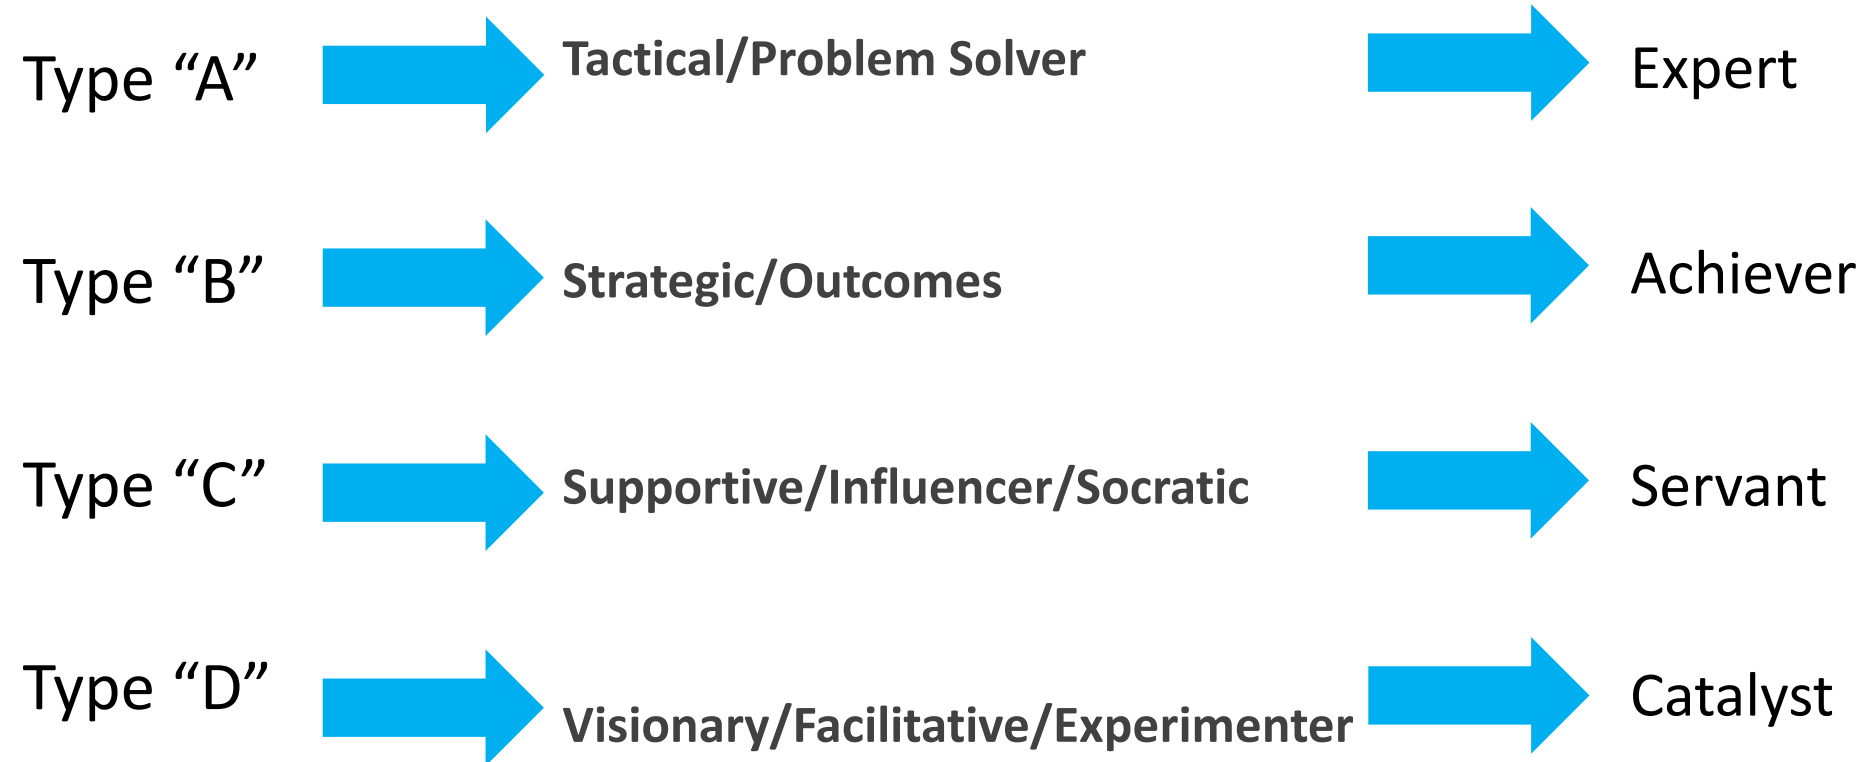 Type “A”
Tactical/Problem Solver
Expert
Type “B”
Strategic/Outcomes
Achiever
Type “C”
Supportive/Influencer/Socratic
Servant
Type “D”
Visionary/Facilitative/Experimenter
Catalyst